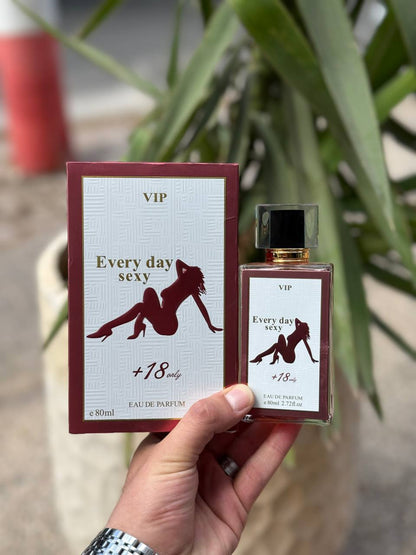 VIP
Every day
sexy
+18 only
EAU DE PARFUM
e 80ml
VIP
Every day
sexy
+18 only
EAU DE PARFUM
e 80ml 2.72fl.oz